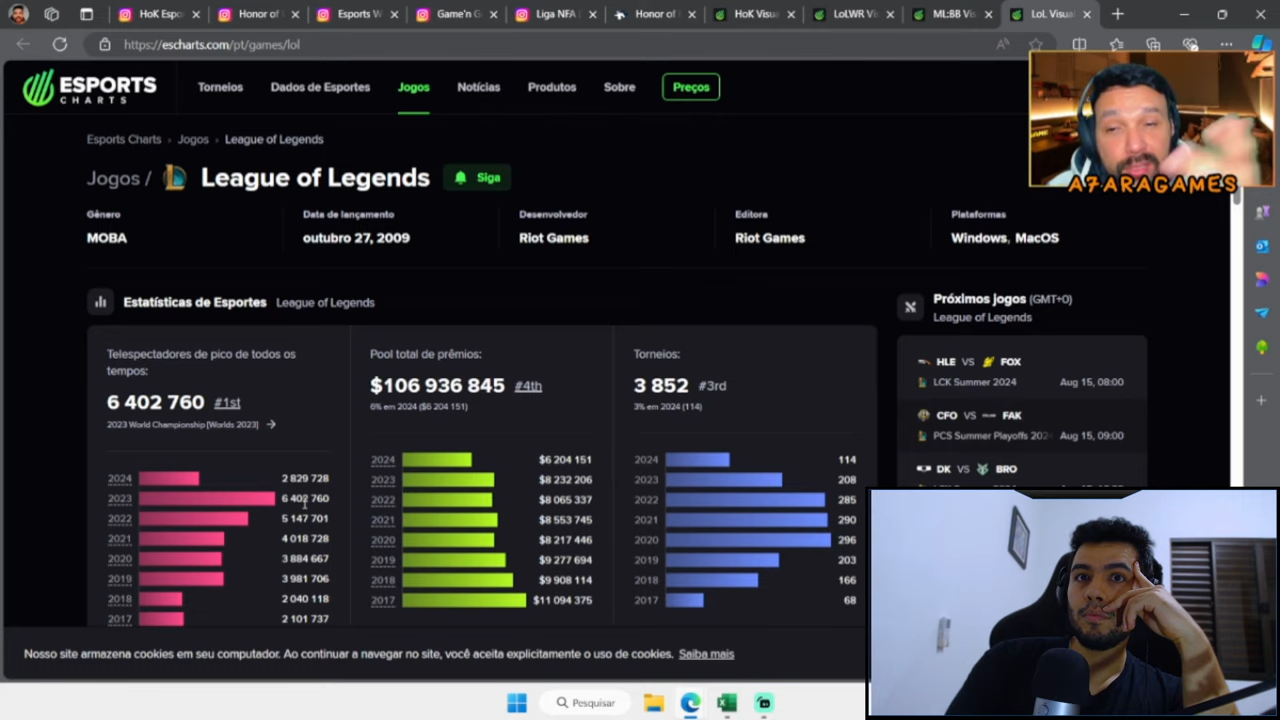 HoK Espo
Honor of
Esports W
Game'n G
Liga NFA (
Honor of
HoK Visua
LoLWR Vi
ML:BB Vis
LoL Visual
https://escharts.com/pt/games/lol
ESPORTS CHARTS
Torneios
Dados de Esportes
Jogos
Notícias
Produtos
Sobre
Preços
Esports Charts › Jogos › League of Legends
Jogos / League of Legends
Siga
Gênero
MOBA
Data de lançamento
outubro 27, 2009
Desenvolvedor
Riot Games
Editora
Riot Games
Plataformas
Windows, MacOS
A7ARAGAMES
Estatísticas de Esportes League of Legends
Telespectadores de pico de todos os
tempos:
6 402 760 #1st
2023 World Championship [Worlds 2023] →
2024 2 829 728
2023 6 402 760
2022 5 147 701
2021 4 018 728
2020 3 884 667
2019 3 981 706
2018 2 040 118
2017 2 101 737
Pool total de prêmios:
$106 936 845 #4th
6% em 2024 ($6 204 151)
2024 $6 204 151
2023 $8 232 206
2022 $8 065 337
2021 $8 553 745
2020 $8 217 446
2019 $9 277 694
2018 $9 908 114
2017 $11 094 375
Torneios:
3 852 #3rd
3% em 2024 (114)
2024 114
2023 208
2022 285
2021 290
2020 296
2019 203
2018 166
2017 68
Próximos jogos (GMT+0)
League of Legends
HLE VS FOX
LCK Summer 2024 Aug 15, 08:00
CFO VS FAK
PCS Summer Playoffs 202 Aug 15, 09:00
DK VS BRO
Nosso site armazena cookies em seu computador. Ao continuar a navegar no site, você aceita explicitamente o uso de cookies. Saiba mais
Pesquisar